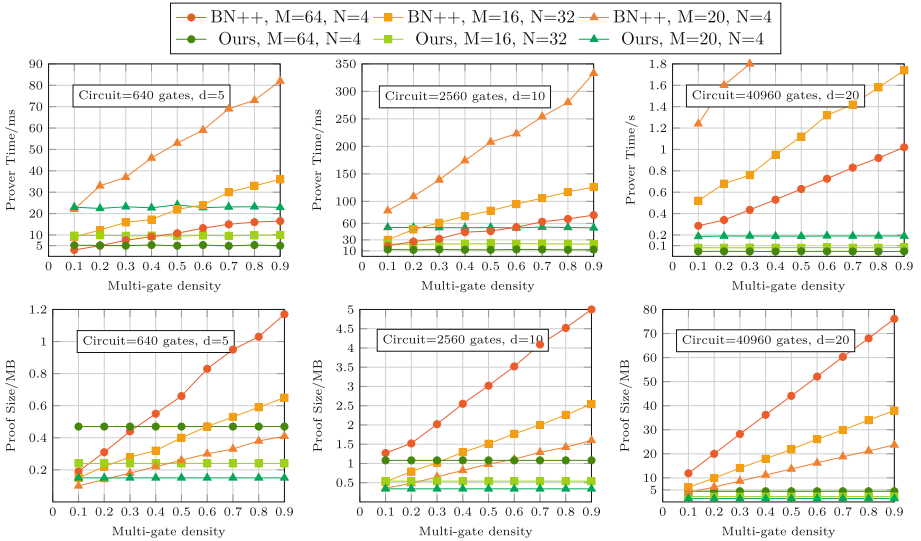 BN++, M=64, N=4 BN++, M=16, N=32 BN++, M=20, N=4
Ours, M=64, N=4 Ours, M=16, N=32 Ours, M=20, N=4
Prover Time/ms
90
80
70
60
50
40
30
20
10
5
Circuit=640 gates, d=5
0 0.1 0.2 0.3 0.4 0.5 0.6 0.7 0.8 0.9
Multi-gate density
Prover Time/ms
350
300
250
200
150
100
60
30
10
Circuit=2560 gates, d=10
0 0.1 0.2 0.3 0.4 0.5 0.6 0.7 0.8 0.9
Multi-gate density
Prover Time/s
1.8
1.6
1.4
1.2
1
0.8
0.6
0.4
0.2
0.1
Circuit=40960 gates, d=20
0 0.1 0.2 0.3 0.4 0.5 0.6 0.7 0.8 0.9
Multi-gate density
Proof Size/MB
1.2
1
0.8
0.6
0.4
0.2
Circuit=640 gates, d=5
0 0.1 0.2 0.3 0.4 0.5 0.6 0.7 0.8 0.9
Multi-gate density
Proof Size/MB
5
4.5
4
3.5
3
2.5
2
1.5
1
0.5
Circuit=2560 gates, d=10
0 0.1 0.2 0.3 0.4 0.5 0.6 0.7 0.8 0.9
Multi-gate density
Proof Size/MB
80
70
60
50
40
30
20
10
5
Circuit=40960 gates, d=20
0 0.1 0.2 0.3 0.4 0.5 0.6 0.7 0.8 0.9
Multi-gate density